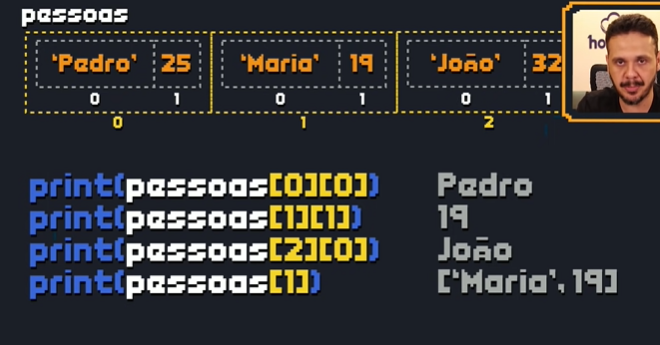 pessoas
'Pedro' 25 'Maria' 19 'João' 32
0 1 0 1 0 1
0 1 2
print(pessoas[0][0]) Pedro
print(pessoas[1][1]) 19
print(pessoas[2][0]) João
print(pessoas[1]) ['Maria', 19]